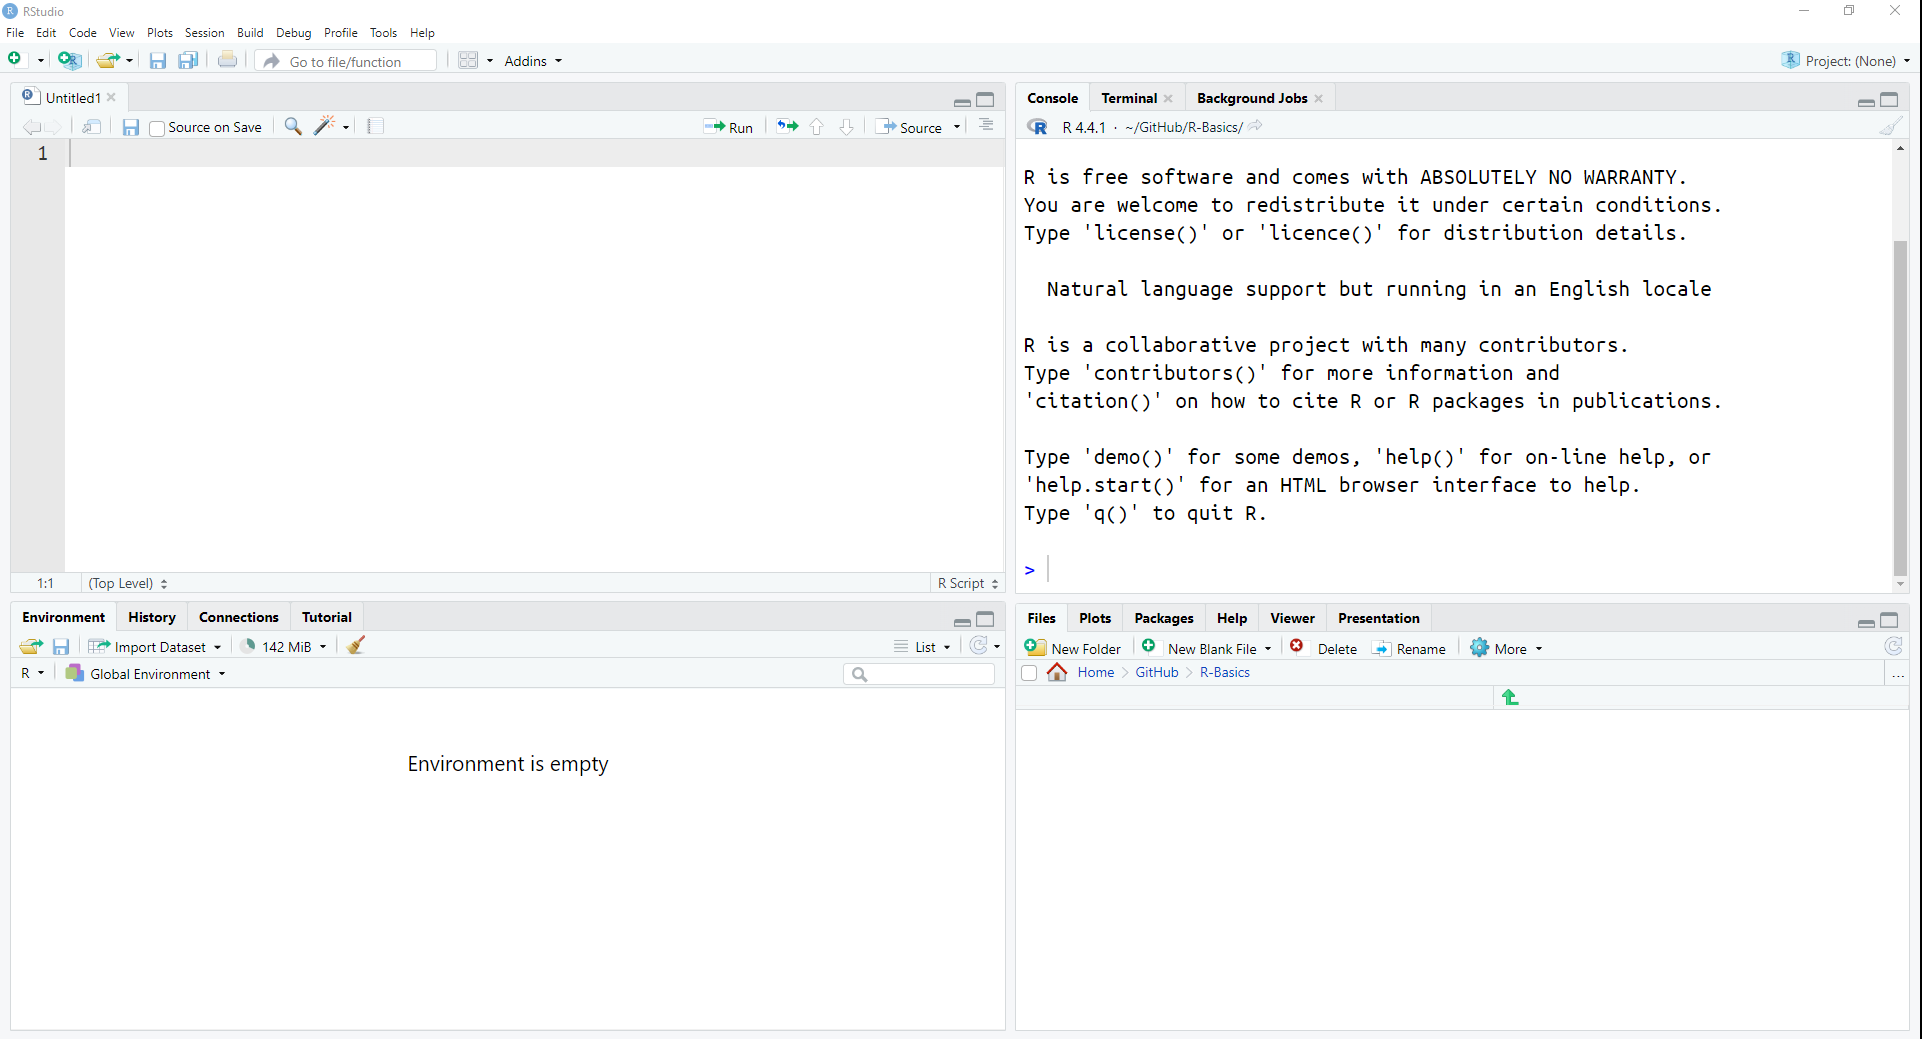 RStudio
File Edit Code View Plots Session Build Debug Profile Tools Help
Go to file/function Addins Project: (None)
Untitled1
Source on Save Run Source
1
1:1 (Top Level) R Script
Console Terminal Background Jobs
R 4.4.1 · ~/GitHub/R-Basics/
R is free software and comes with ABSOLUTELY NO WARRANTY.
You are welcome to redistribute it under certain conditions.
Type 'license()' or 'licence()' for distribution details.
Natural language support but running in an English locale
R is a collaborative project with many contributors.
Type 'contributors()' for more information and
'citation()' on how to cite R or R packages in publications.
Type 'demo()' for some demos, 'help()' for on-line help, or
'help.start()' for an HTML browser interface to help.
Type 'q()' to quit R.
>
Environment History Connections Tutorial
Import Dataset 142 MiB List
R Global Environment
Environment is empty
Files Plots Packages Help Viewer Presentation
New Folder New Blank File Delete Rename More
Home GitHub R-Basics ...